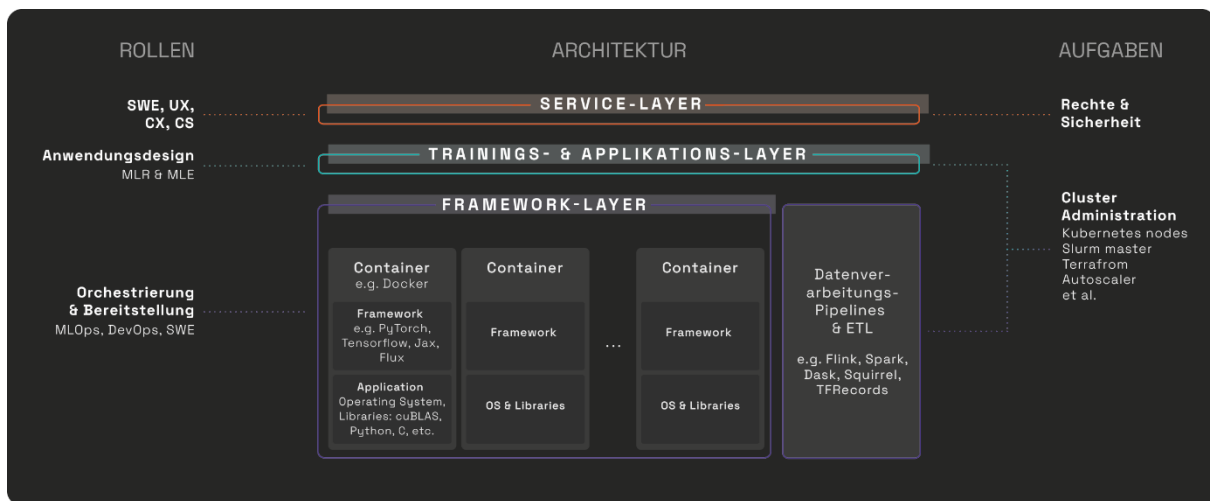 ROLLEN
ARCHITEKTUR
AUFGABEN
SWE, UX,
CX, CS
SERVICE-LAYER
Rechte &
Sicherheit
Anwendungsdesign
MLR & MLE
TRAININGS- & APPLIKATIONS-LAYER
Orchestrierung
& Bereitstellung
MLOps, DevOps, SWE
FRAMEWORK-LAYER
Container
e.g. Docker
Framework
e.g. PyTorch,
Tensorflow, Jax,
Flux
Application
Operating System,
Libraries: cuBLAS,
Python, C, etc.
Container
Framework
OS & Libraries
...
Container
Framework
OS & Libraries
Datenver-
arbeitungs-
Pipelines
& ETL
e.g. Flink, Spark,
Dask, Squirrel,
TFRecords
Cluster
Administration
Kubernetes nodes
Slurm master
Terrafrom
Autoscaler
et al.